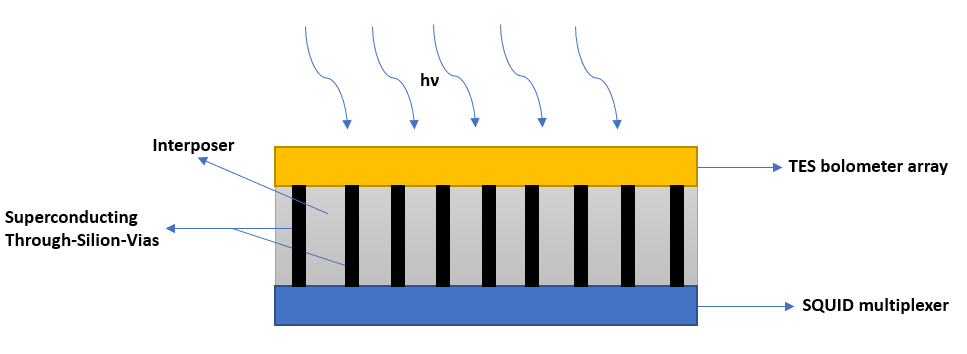 hν
Interposer
TES bolometer array
Superconducting
Through-Silion-Vias
SQUID multiplexer